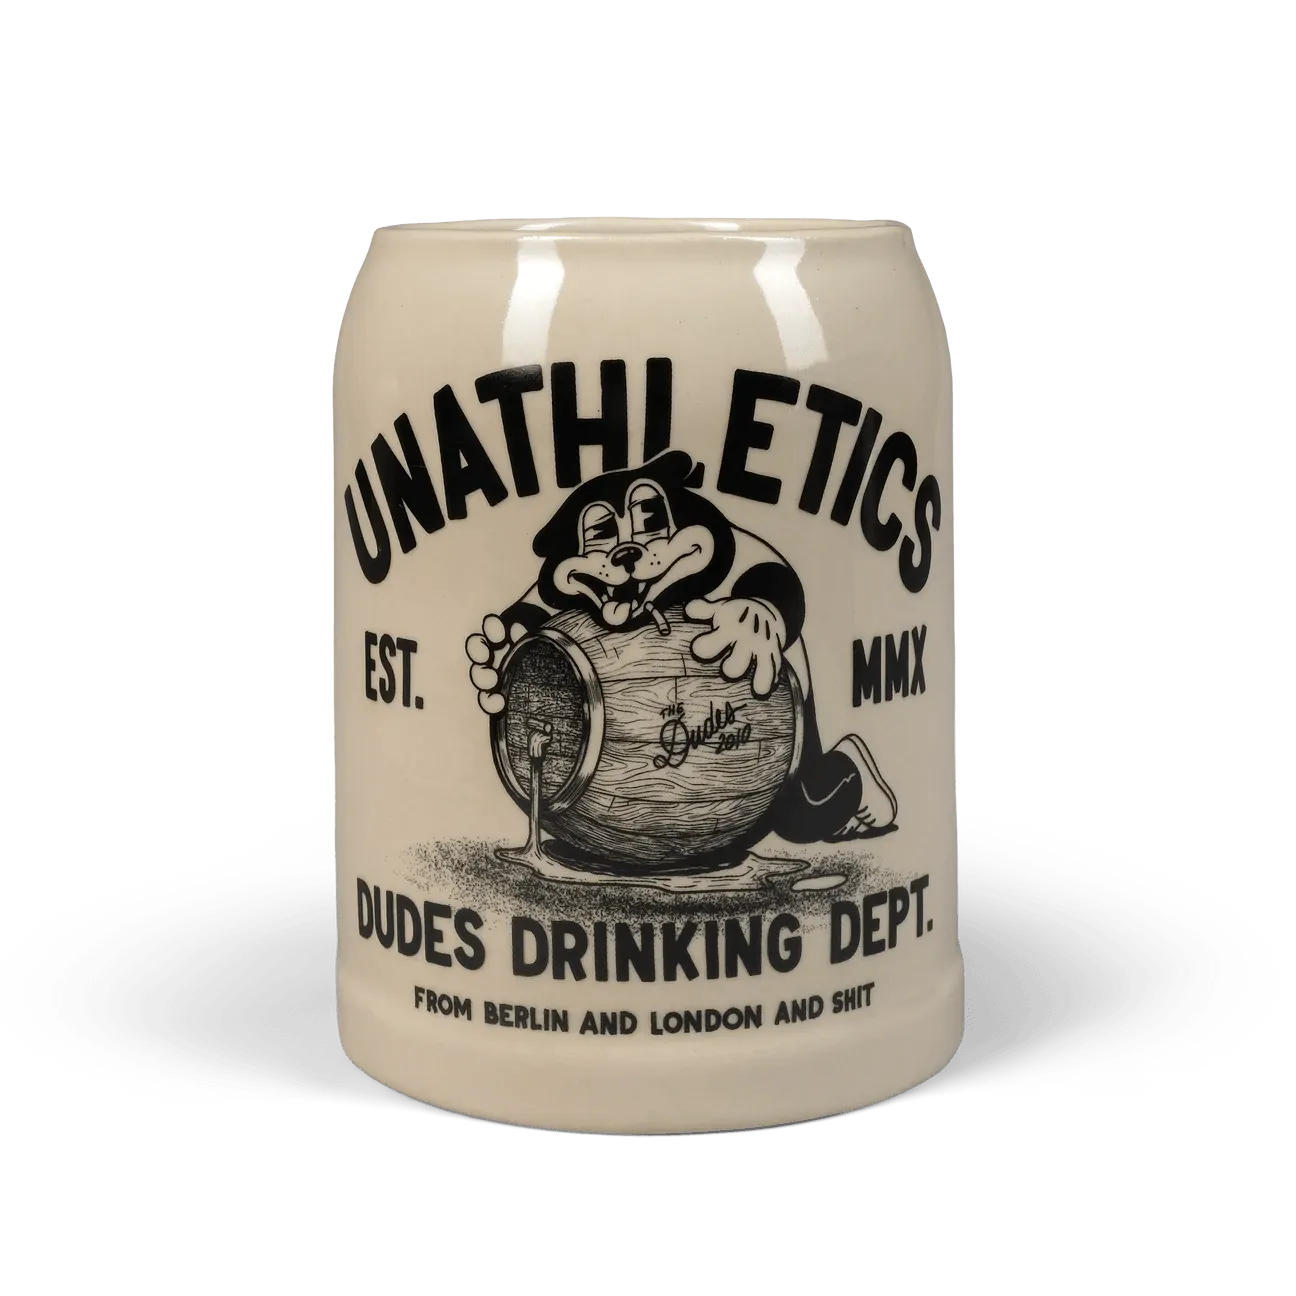 UNATHLETICS
EST.
MMX
THE
Dudes
2010
DUDES DRINKING DEPT.
FROM BERLIN AND LONDON AND SHIT